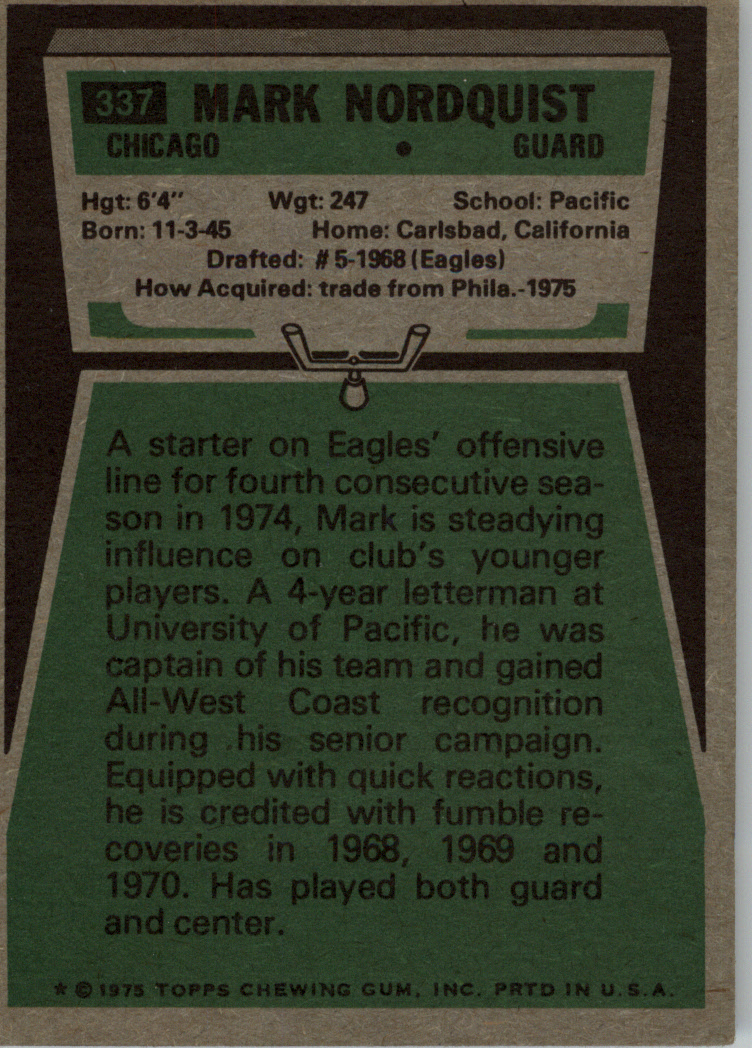 337 MARK NORDQUIST
CHICAGO • GUARD
Hgt: 6'4" Wgt: 247 School: Pacific
Born: 11-3-45 Home: Carlsbad, California
Drafted: #5-1968 (Eagles)
How Acquired: trade from Phila.-1975
A starter on Eagles' offensive
line for fourth consecutive sea-
son in 1974, Mark is steadying
influence on club's younger
players. A 4-year letterman at
University of Pacific, he was
captain of his team and gained
All-West Coast recognition
during his senior campaign.
Equipped with quick reactions,
he is credited with fumble re-
coveries in 1968, 1969 and
1970. Has played both guard
and center.
* © 1975 TOPPS CHEWING GUM, INC. PRTD IN U.S.A.